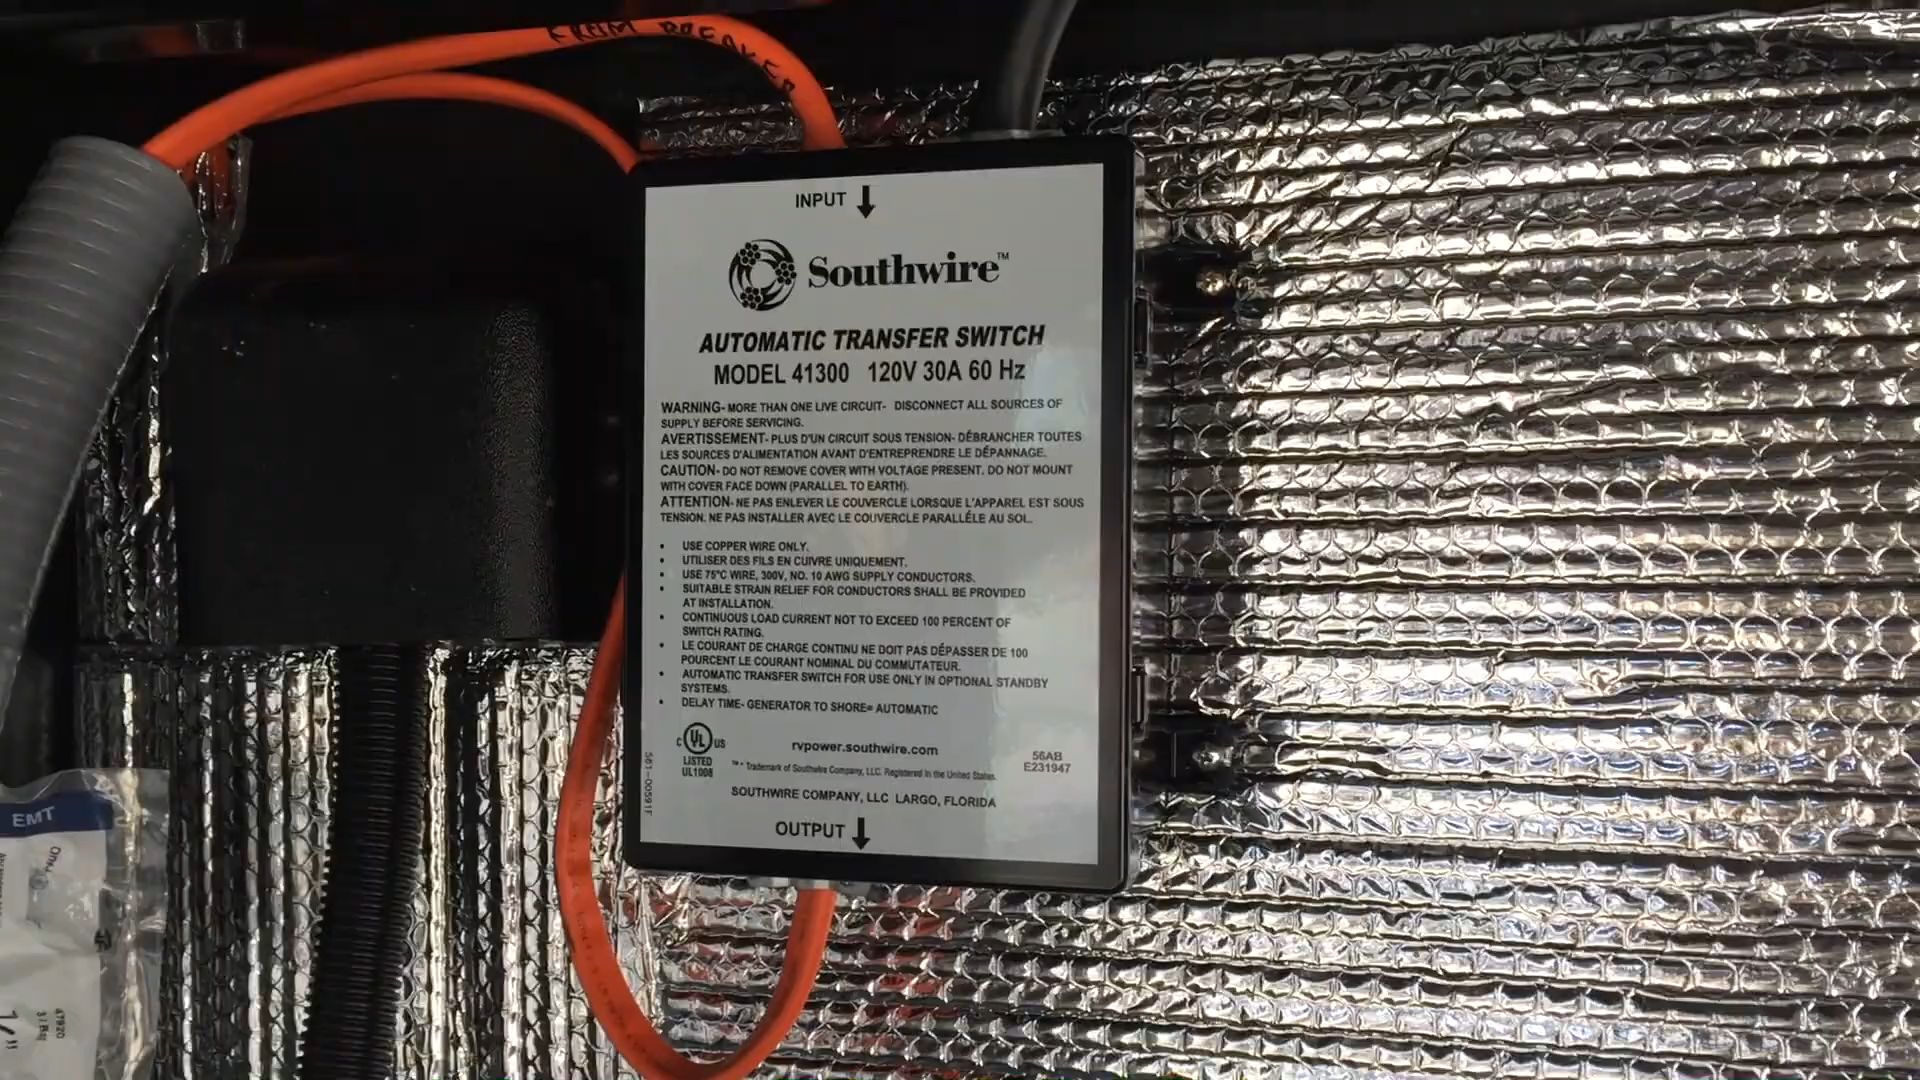 FROM BREAKER
INPUT
Southwire™
AUTOMATIC TRANSFER SWITCH
MODEL 41300 120V 30A 60 Hz
WARNING- MORE THAN ONE LIVE CIRCUIT- DISCONNECT ALL SOURCES OF
SUPPLY BEFORE SERVICING.
AVERTISSEMENT- PLUS D'UN CIRCUIT SOUS TENSION- DÉBRANCHER TOUTES
LES SOURCES D'ALIMENTATION AVANT D'ENTREPRENDRE LE DÉPANNAGE.
CAUTION- DO NOT REMOVE COVER WITH VOLTAGE PRESENT. DO NOT MOUNT
WITH COVER FACE DOWN (PARALLEL TO EARTH).
ATTENTION- NE PAS ENLEVER LE COUVERCLE LORSQUE L'APPAREL EST SOUS
TENSION. NE PAS INSTALLER AVEC LE COUVERCLE PARALLÉLE AU SOL.
• USE COPPER WIRE ONLY.
• UTILISER DES FILS EN CUIVRE UNIQUEMENT.
• USE 75°C WIRE, 300V, NO. 10 AWG SUPPLY CONDUCTORS.
• SUITABLE STRAIN RELIEF FOR CONDUCTORS SHALL BE PROVIDED
AT INSTALLATION.
• CONTINUOUS LOAD CURRENT NOT TO EXCEED 100 PERCENT OF
SWITCH RATING.
• LE COURANT DE CHARGE CONTINU NE DOIT PAS DÉPASSER DE 100
POURCENT LE COURANT NOMINAL DU COMMUTATEUR.
• AUTOMATIC TRANSFER SWITCH FOR USE ONLY IN OPTIONAL STANDBY
SYSTEMS.
• DELAY TIME- GENERATOR TO SHORE= AUTOMATIC
C UL US
LISTED
UL1008
rvpower.southwire.com
56AB
E231947
™* Trademark of Southwire Company, LLC. Registered in the United States.
SOUTHWIRE COMPANY, LLC LARGO, FLORIDA
561-00591T
OUTPUT
EMT
47920